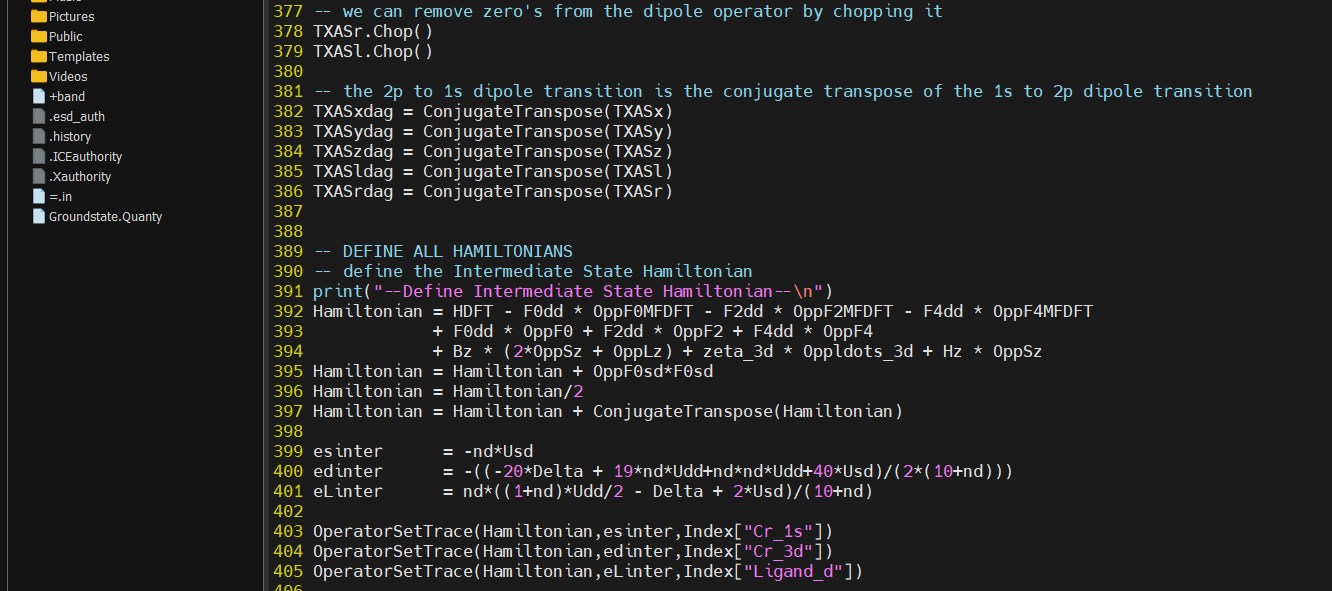 Pictures
Public
Templates
Videos
+band
.esd_auth
.history
.ICEauthority
.Xauthority
=.in
Groundstate.Quanty
377 -- we can remove zero's from the dipole operator by chopping it
378 TXASr.Chop()
379 TXASl.Chop()
380
381 -- the 2p to 1s dipole transition is the conjugate transpose of the 1s to 2p dipole transition
382 TXASxdag = ConjugateTranspose(TXASx)
383 TXASydag = ConjugateTranspose(TXASy)
384 TXASzdag = ConjugateTranspose(TXASz)
385 TXASldag = ConjugateTranspose(TXASl)
386 TXASrdag = ConjugateTranspose(TXASr)
387
388
389 -- DEFINE ALL HAMILTONIANS
390 -- define the Intermediate State Hamiltonian
391 print("--Define Intermediate State Hamiltonian--\n")
392 Hamiltonian = HDFT - F0dd * OppF0MFDFT - F2dd * OppF2MFDFT - F4dd * OppF4MFDFT
393             + F0dd * OppF0 + F2dd * OppF2 + F4dd * OppF4
394             + Bz * (2*OppSz + OppLz) + zeta_3d * Oppldots_3d + Hz * OppSz
395 Hamiltonian = Hamiltonian + OppF0sd*F0sd
396 Hamiltonian = Hamiltonian/2
397 Hamiltonian = Hamiltonian + ConjugateTranspose(Hamiltonian)
398
399 esinter      = -nd*Usd
400 edinter      = -((-20*Delta + 19*nd*Udd+nd*nd*Udd+40*Usd)/(2*(10+nd)))
401 eLinter      = nd*((1+nd)*Udd/2 - Delta + 2*Usd)/(10+nd)
402
403 OperatorSetTrace(Hamiltonian,esinter,Index["Cr_1s"])
404 OperatorSetTrace(Hamiltonian,edinter,Index["Cr_3d"])
405 OperatorSetTrace(Hamiltonian,eLinter,Index["Ligand_d"])